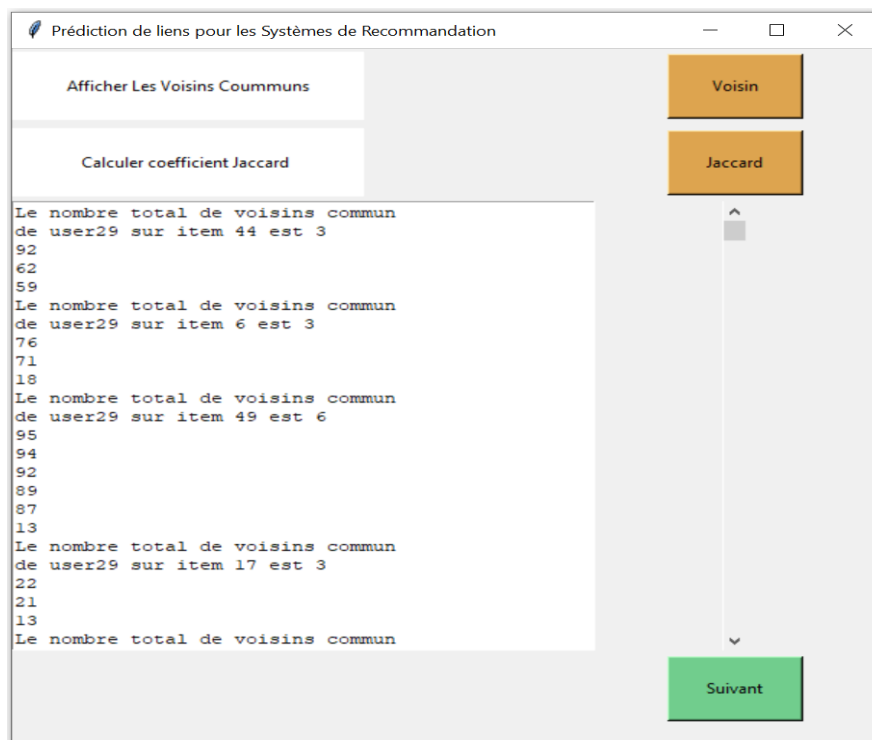 Prédiction de liens pour les Systèmes de Recommandation
Afficher Les Voisins Coummuns
Voisin
Calculer coefficient Jaccard
Jaccard
Le nombre total de voisins commun
de user29 sur item 44 est 3
92
62
59
Le nombre total de voisins commun
de user29 sur item 6 est 3
76
71
18
Le nombre total de voisins commun
de user29 sur item 49 est 6
95
94
92
89
87
13
Le nombre total de voisins commun
de user29 sur item 17 est 3
22
21
13
Le nombre total de voisins commun
Suivant